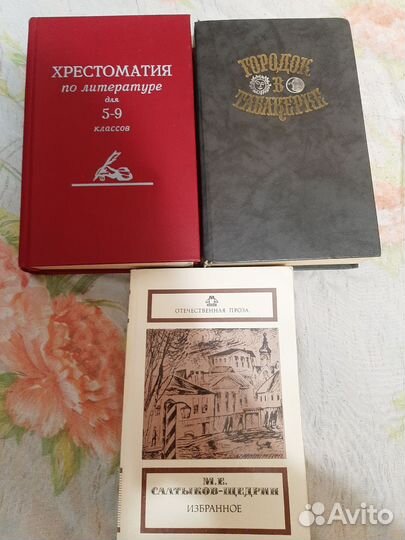 ХРЕСТОМАТИЯ
по литературе
для
5-9
классов
ГОРОДОК
В
ТАБАКЕРКЕ
ОТЕЧЕСТВЕННАЯ ПРОЗА
М. Е.
САЛТЫКОВ-ЩЕДРИН
ИЗБРАННОЕ
Avito